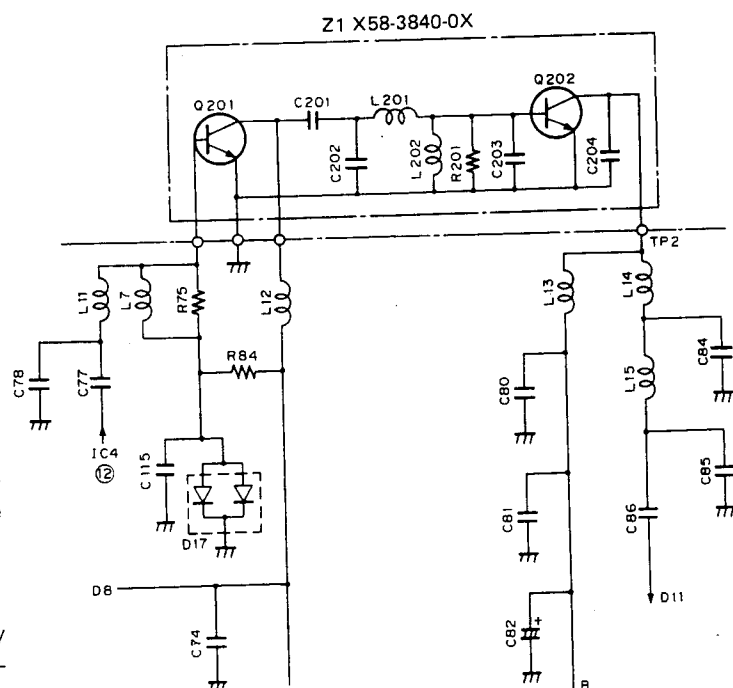 Z1 X58-3840-0X
Q201
C201
L201
Q202
C202
L202
R201
C203
C204
TP2
L11
L7
R75
L12
L13
L14
C78
C77
R84
C80
L15
C84
IC4
⑫
C115
D17
C81
C86
C85
D8
C74
C82
+
D11
B
y